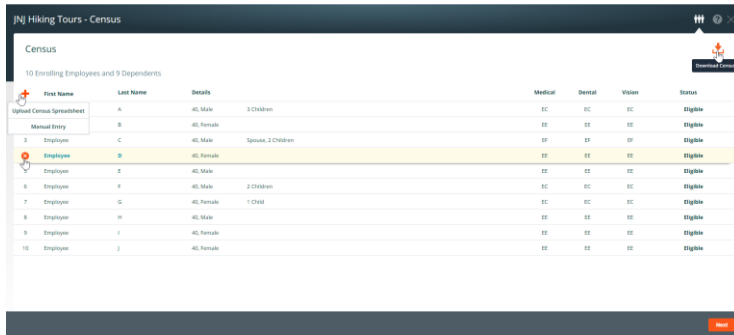 JNJ Hiking Tours - Census
Census
Download Census
10 Enrolling Employees and 9 Dependents
First Name Last Name Details Medical Dental Vision Status
Upload Census Spreadsheet A 40, Male 3 Children EC EC EC Eligible
Manual Entry B 40, Female EE EE EE Eligible
3 Employee C 40, Male Spouse, 2 Children EF EF EF Eligible
Employee D 40, Female EE EE EE Eligible
5 Employee E 40, Male EE EE EE Eligible
6 Employee F 40, Male 2 Children EC EC EC Eligible
7 Employee G 40, Female 1 Child EC EC EC Eligible
8 Employee H 40, Male EE EE EE Eligible
9 Employee I 40, Female EE EE EE Eligible
10 Employee J 40, Female EE EE EE Eligible
Next